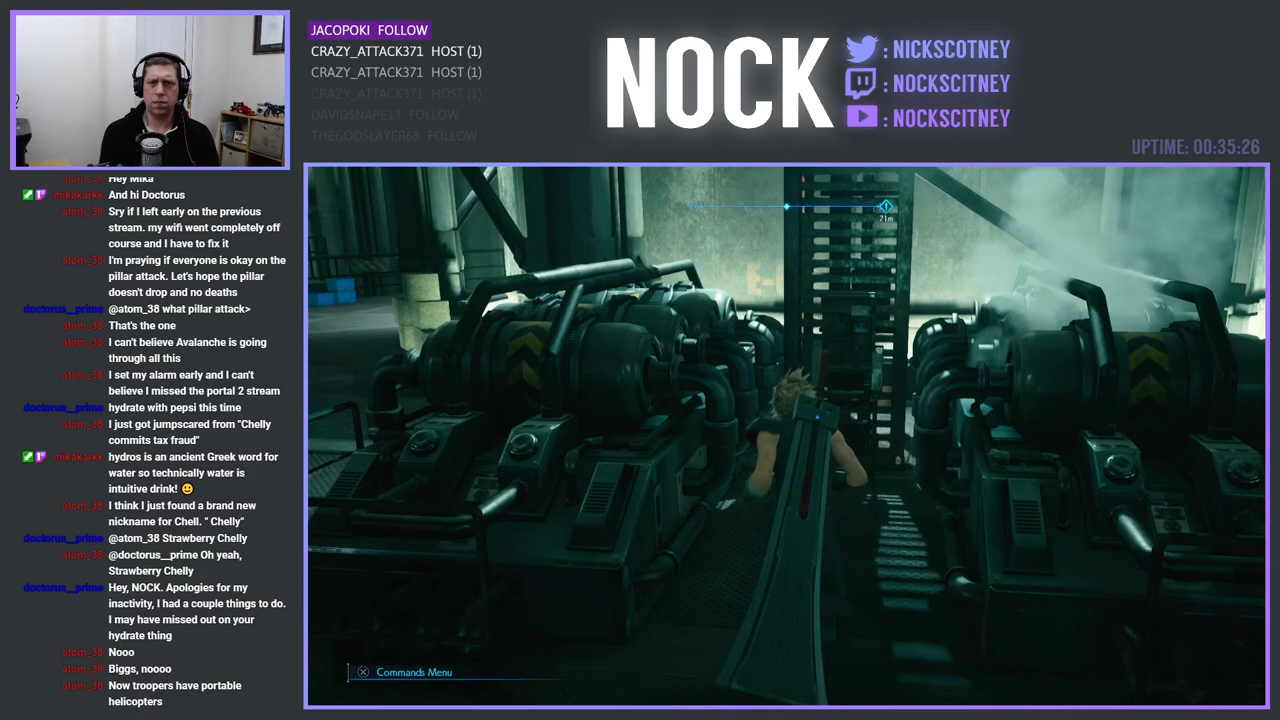 JACOPOKI FOLLOW
CRAZY_ATTACK371 HOST (1)
CRAZY_ATTACK371 HOST (1)
CRAZY_ATTACK371 HOST (1)
DAVIDSNAPE13 FOLLOW
THEGODSLAYER68 FOLLOW
NOCK
: NICKSCOTNEY
: NOCKSCITNEY
: NOCKSCITNEY
UPTIME: 00:35:26
atom_38 Hey Mika
mikakarkk And hi Doctorus
atom_38 Sry if I left early on the previous
stream. my wifi went completely off
course and I have to fix it
atom_38 I'm praying if everyone is okay on the
pillar attack. Let's hope the pillar
doesn't drop and no deaths
doctorus__prime @atom_38 what pillar attack>
atom_38 That's the one
atom_38 I can't believe Avalanche is going
through all this
atom_38 I set my alarm early and I can't
believe I missed the portal 2 stream
doctorus__prime hydrate with pepsi this time
atom_38 I just got jumpscared from "Chelly
commits tax fraud"
mikakarkk hydros is an ancient Greek word for
water so technically water is
intuitive drink! 😀
atom_38 I think I just found a brand new
nickname for Chell. " Chelly"
doctorus__prime @atom_38 Strawberry Chelly
atom_38 @doctorus__prime Oh yeah,
Strawberry Chelly
doctorus__prime Hey, NOCK. Apologies for my
inactivity, I had a couple things to do.
I may have missed out on your
hydrate thing
atom_38 Nooo
atom_38 Biggs, noooo
atom_38 Now troopers have portable
helicopters
71m
Commands Menu